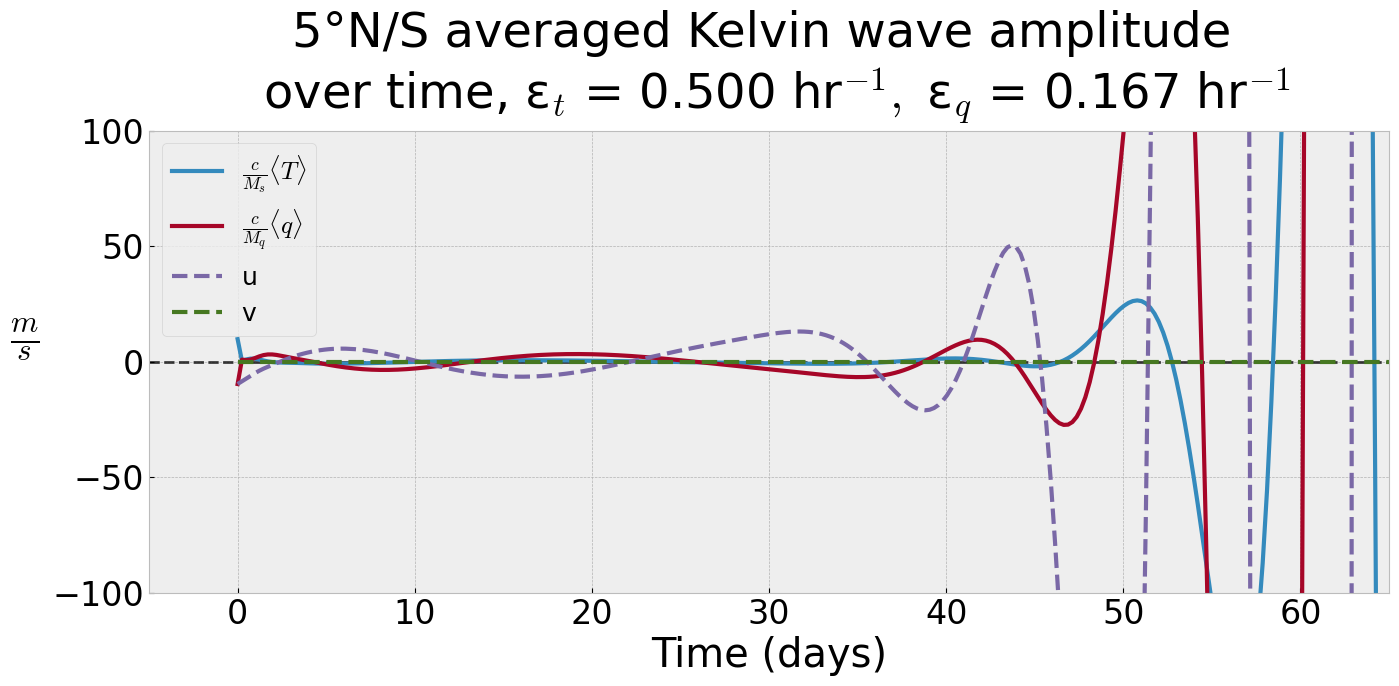 5°N/S averaged Kelvin wave amplitude
over time, ε_t = 0.500 hr⁻¹, ε_q = 0.167 hr⁻¹
c/M_s ⟨T⟩
c/M_q ⟨q⟩
u
v
m/s
100
50
0
−50
−100
0 10 20 30 40 50 60
Time (days)